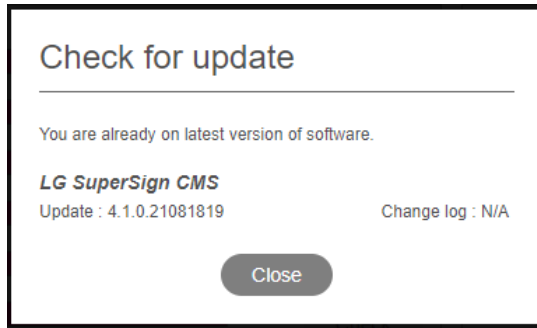 Check for update
You are already on latest version of software.
LG SuperSign CMS
Update : 4.1.0.21081819 Change log : N/A
Close